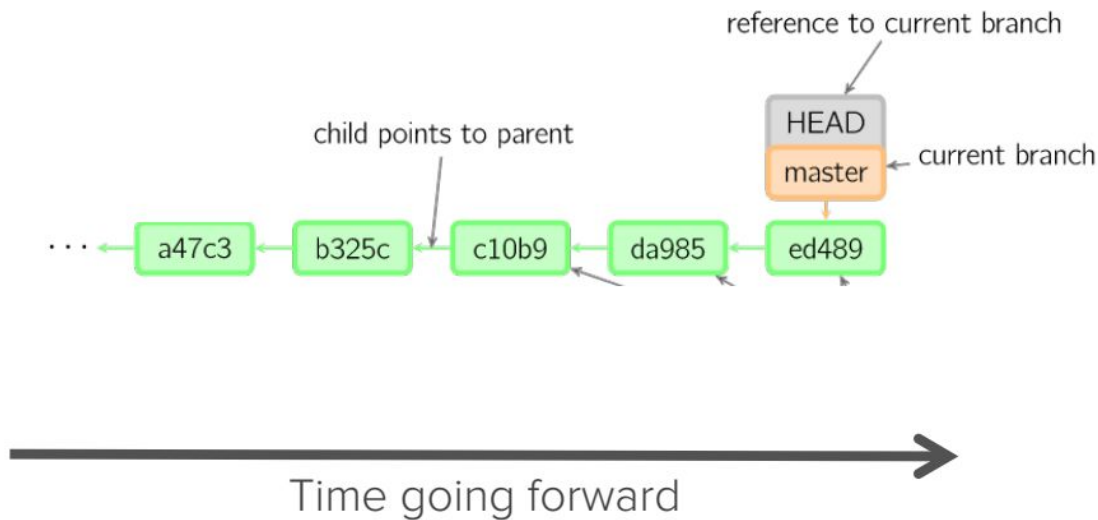 reference to current branch
HEAD
child points to parent
master
current branch
··· a47c3 b325c c10b9 da985 ed489
Time going forward